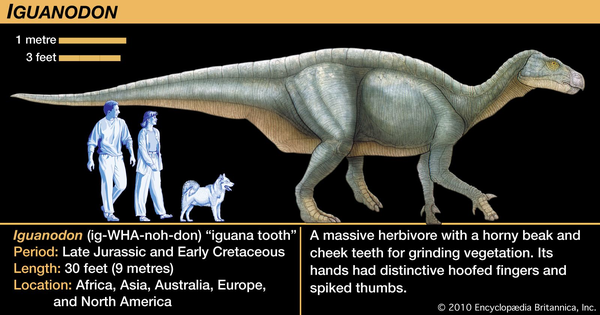 IGUANODON
1 metre
3 feet
Iguanodon (ig-WHA-noh-don) “iguana tooth”
Period: Late Jurassic and Early Cretaceous
Length: 30 feet (9 metres)
Location: Africa, Asia, Australia, Europe,
and North America
A massive herbivore with a horny beak and
cheek teeth for grinding vegetation. Its
hands had distinctive hoofed fingers and
spiked thumbs.
© 2010 Encyclopædia Britannica, Inc.